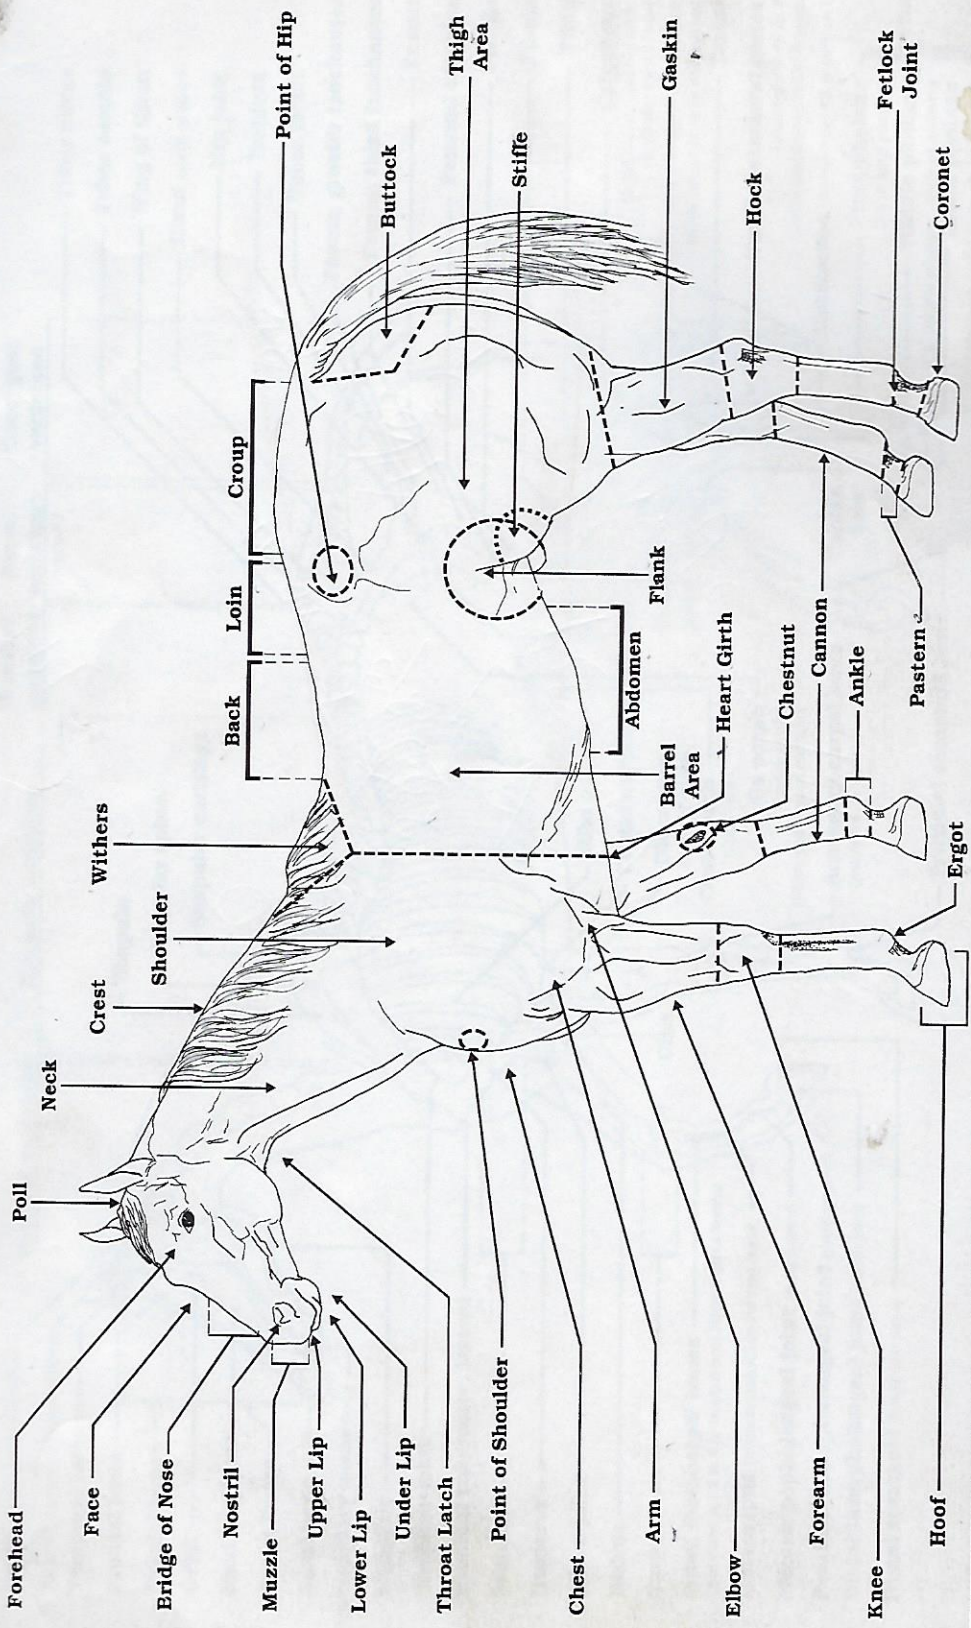 Forehead
Face
Bridge of Nose
Nostril
Muzzle
Upper Lip
Lower Lip
Under Lip
Throat Latch
Point of Shoulder
Chest
Arm
Elbow
Forearm
Knee
Hoof
Poll
Neck
Crest
Shoulder
Withers
Back
Loin
Croup
Point of Hip
Buttock
Thigh
Area
Stiffe
Gaskin
Hock
Fetlock
Joint
Coronet
Flank
Abdomen
Barrel
Area
Heart Girth
Chestnut
Cannon
Ankle
Pastern
Ergot